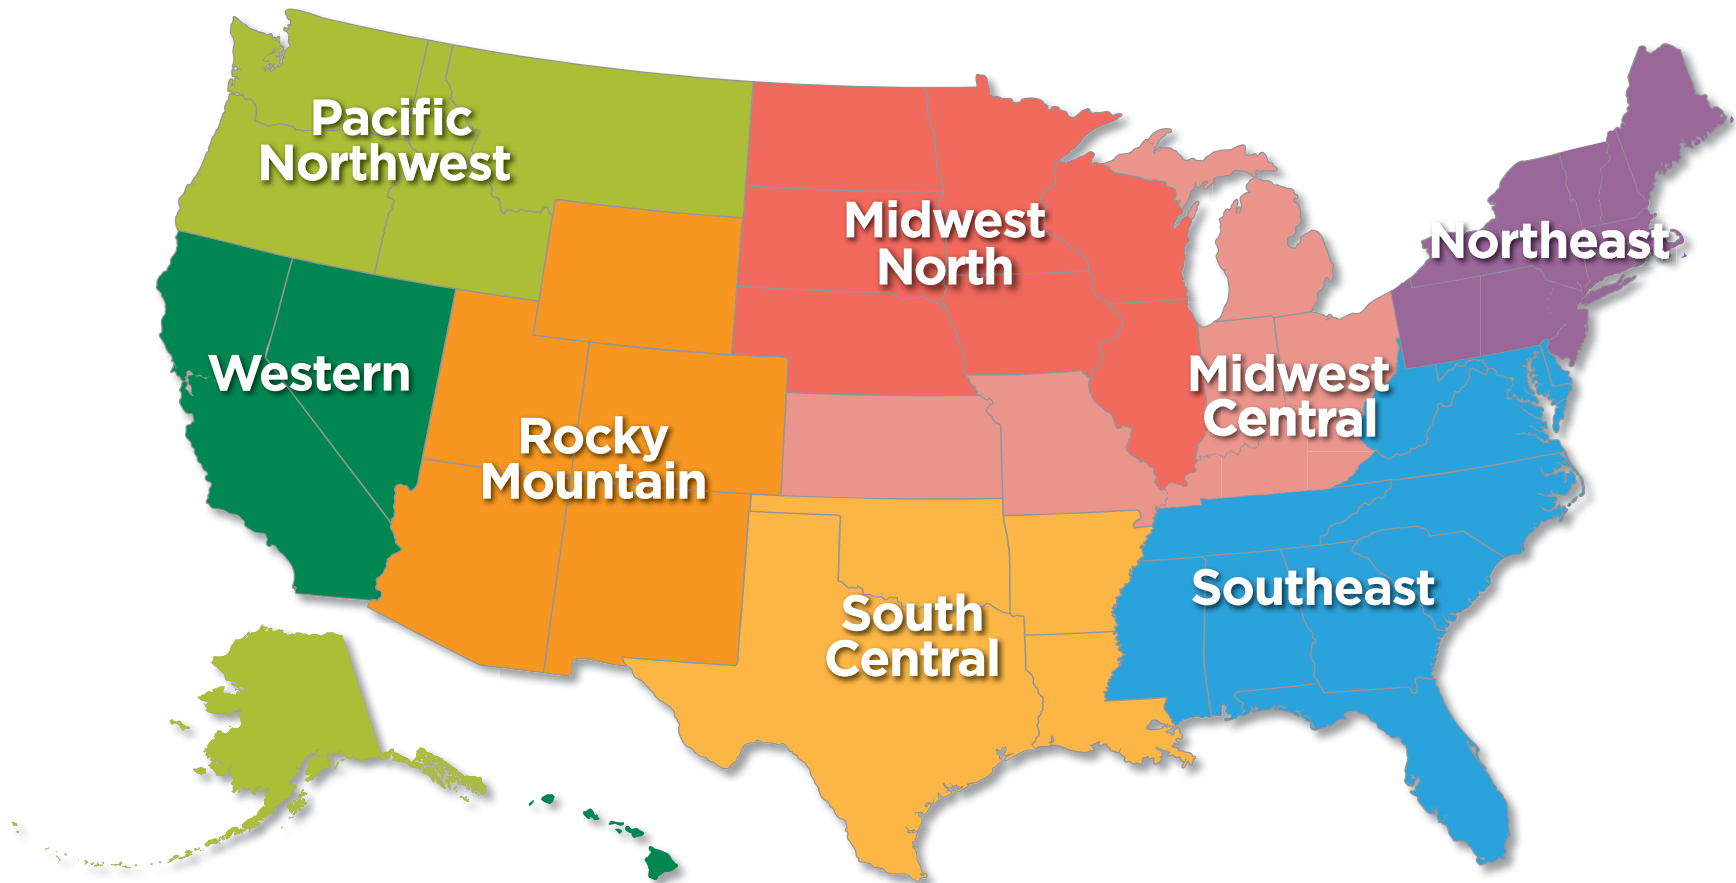 Pacific
Northwest
Midwest
North
Northeast
Western
Midwest
Central
Rocky
Mountain
South
Central
Southeast